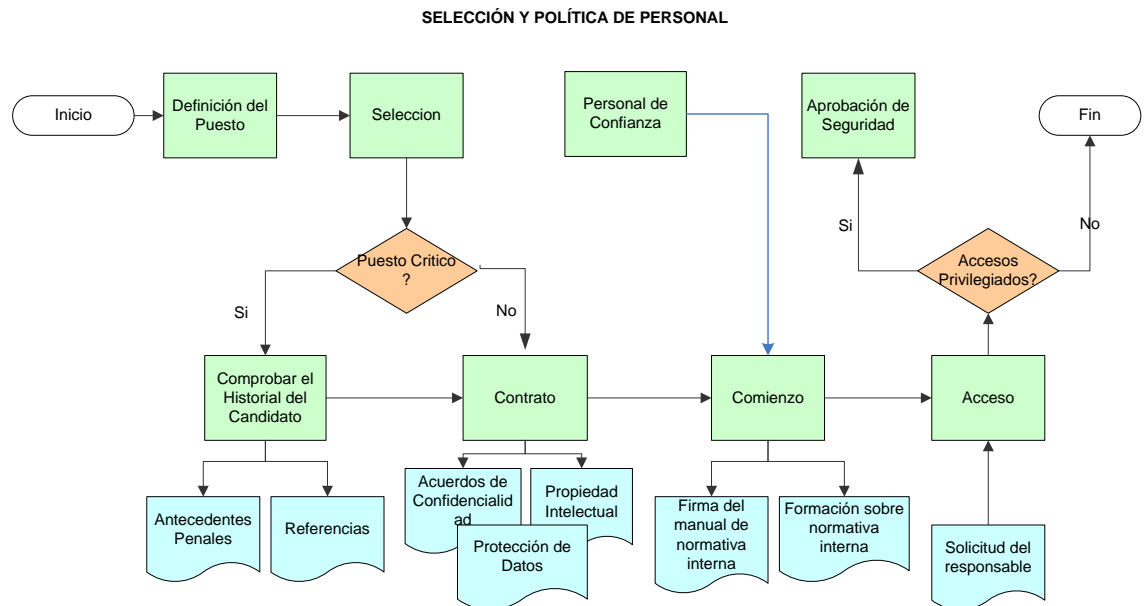 SELECCIÓN Y POLÍTICA DE PERSONAL
Inicio
Definición del
Puesto
Seleccion
Personal de
Confianza
Aprobación de
Seguridad
Fin
Puesto Critico
?
Si
No
Si
No
Accesos
Privilegiados?
Comprobar el
Historial del
Candidato
Contrato
Comienzo
Acceso
Antecedentes
Penales
Referencias
Acuerdos de
Confidencialid
ad
Propiedad
Intelectual
Protección de
Datos
Firma del
manual de
normativa
interna
Formación sobre
normativa
interna
Solicitud del
responsable